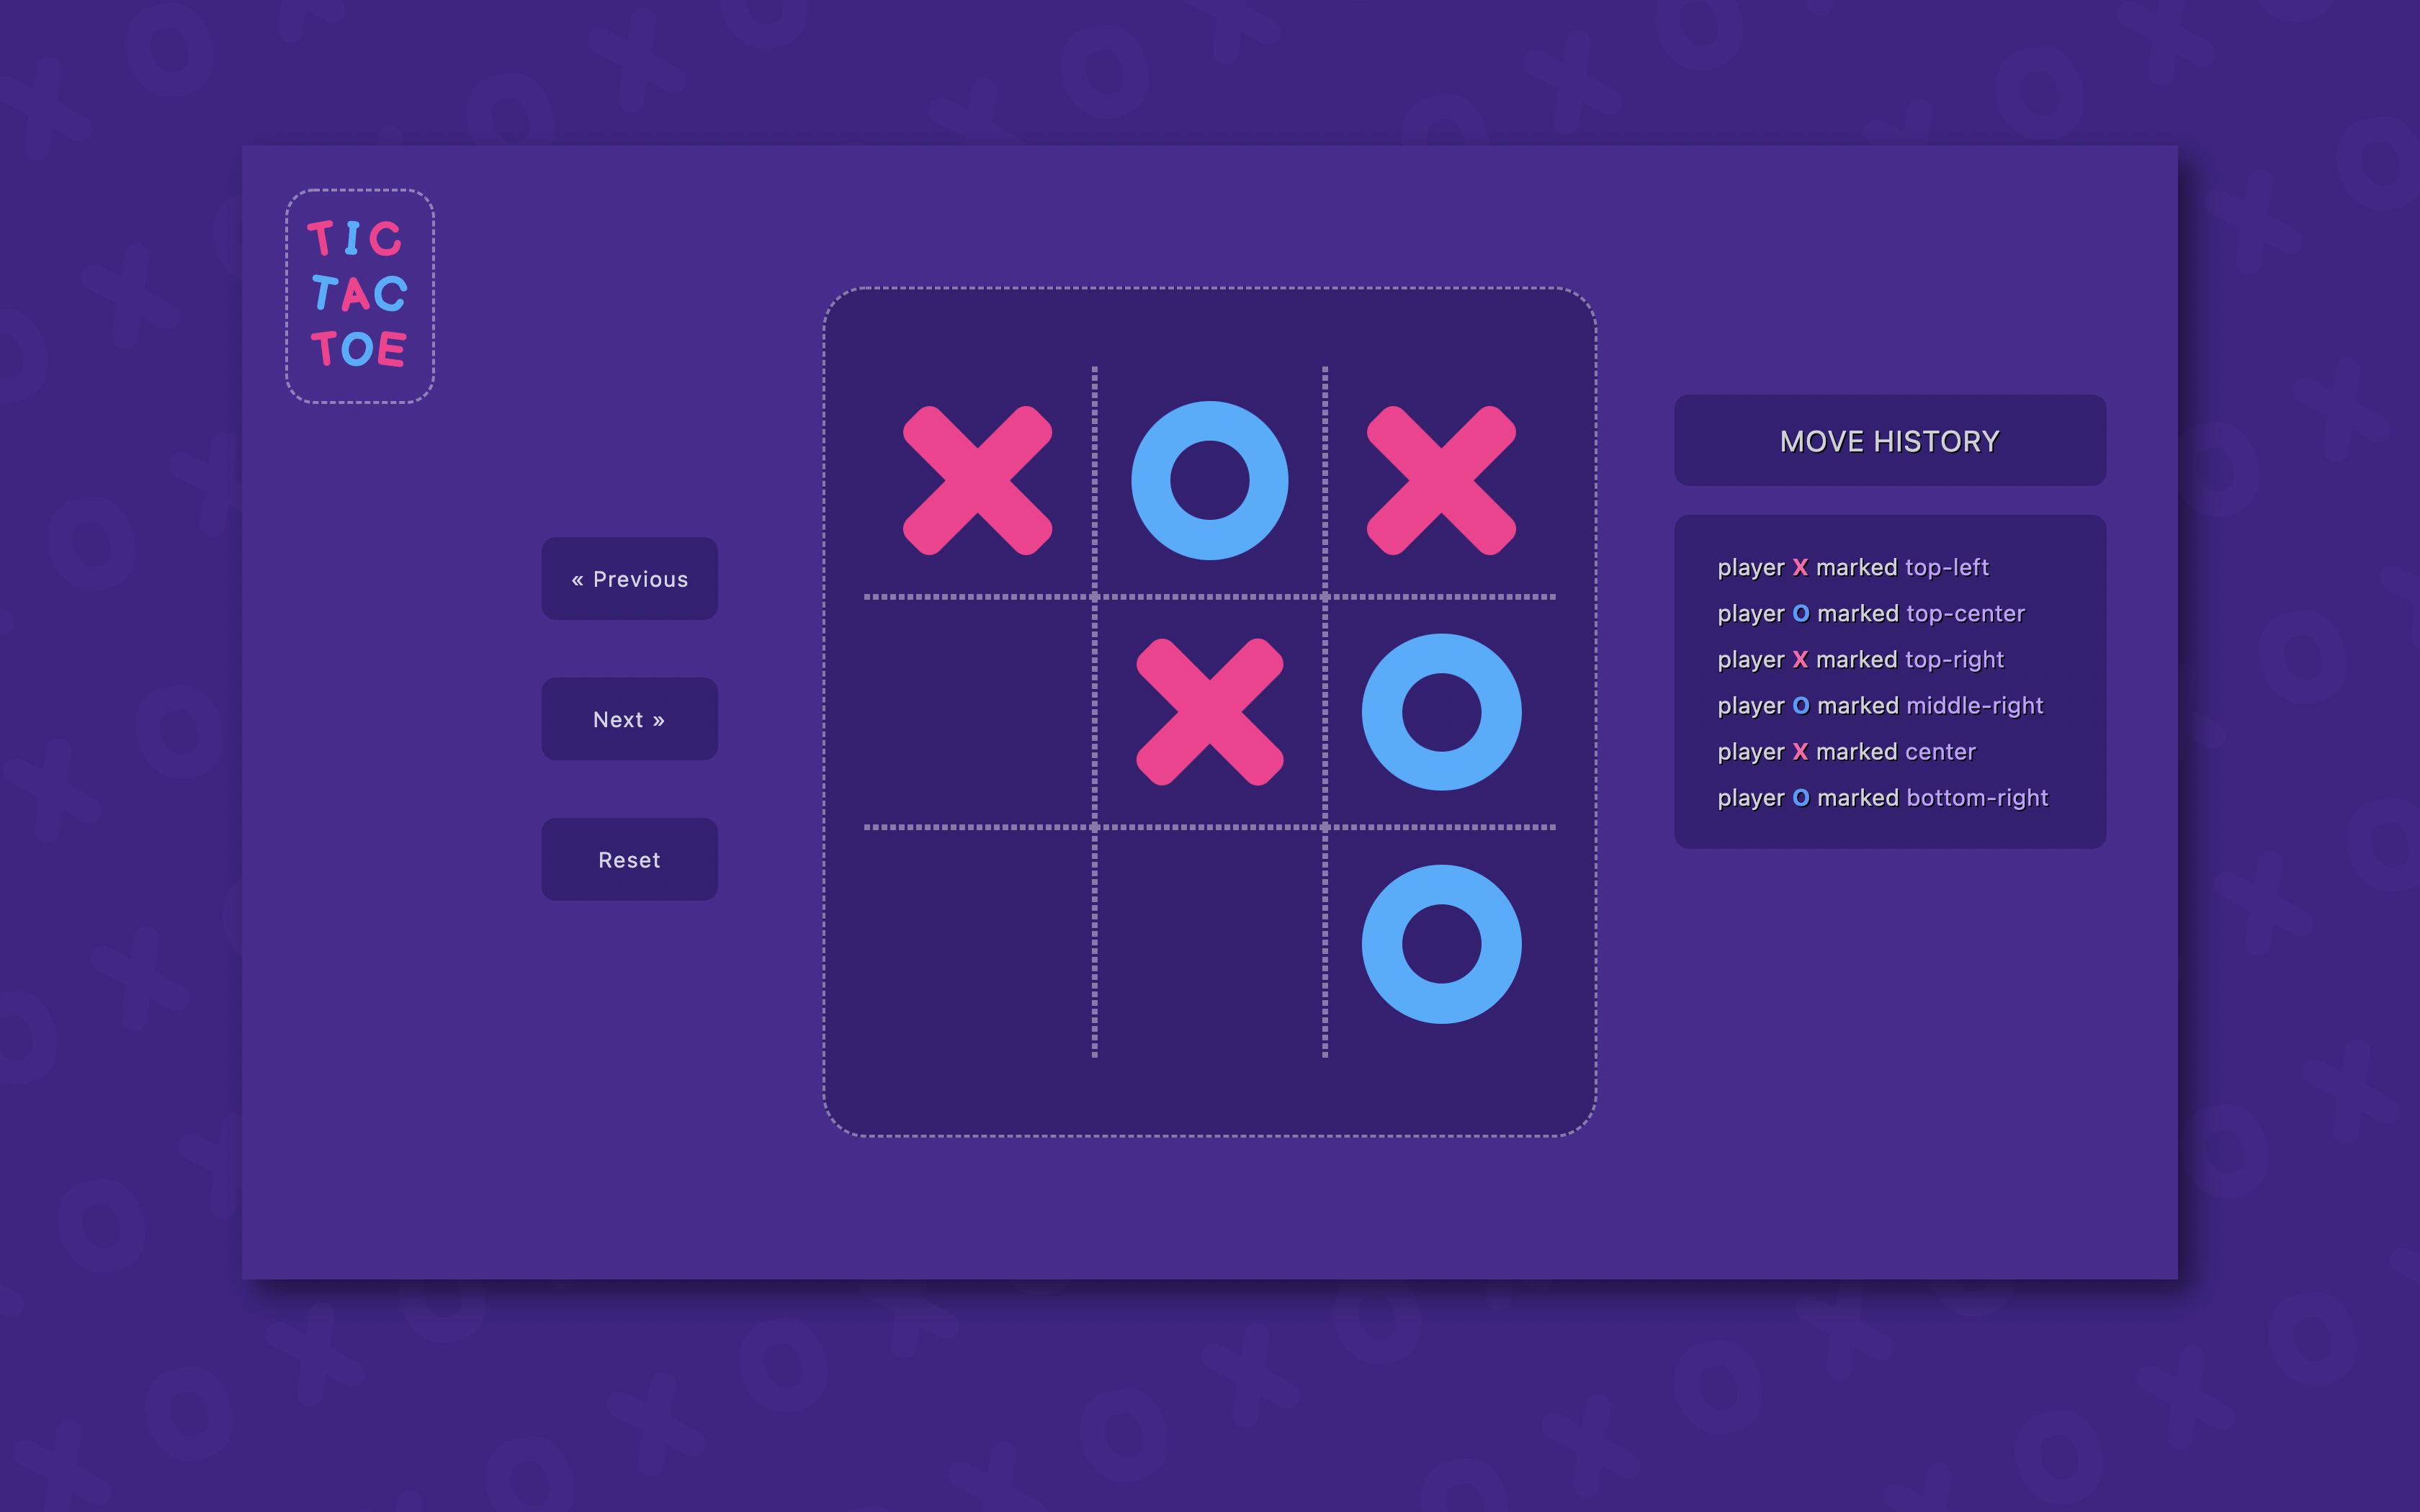 TIC
TAC
TOE
« Previous
Next »
Reset
MOVE HISTORY
player X marked top-left
player O marked top-center
player X marked top-right
player O marked middle-right
player X marked center
player O marked bottom-right